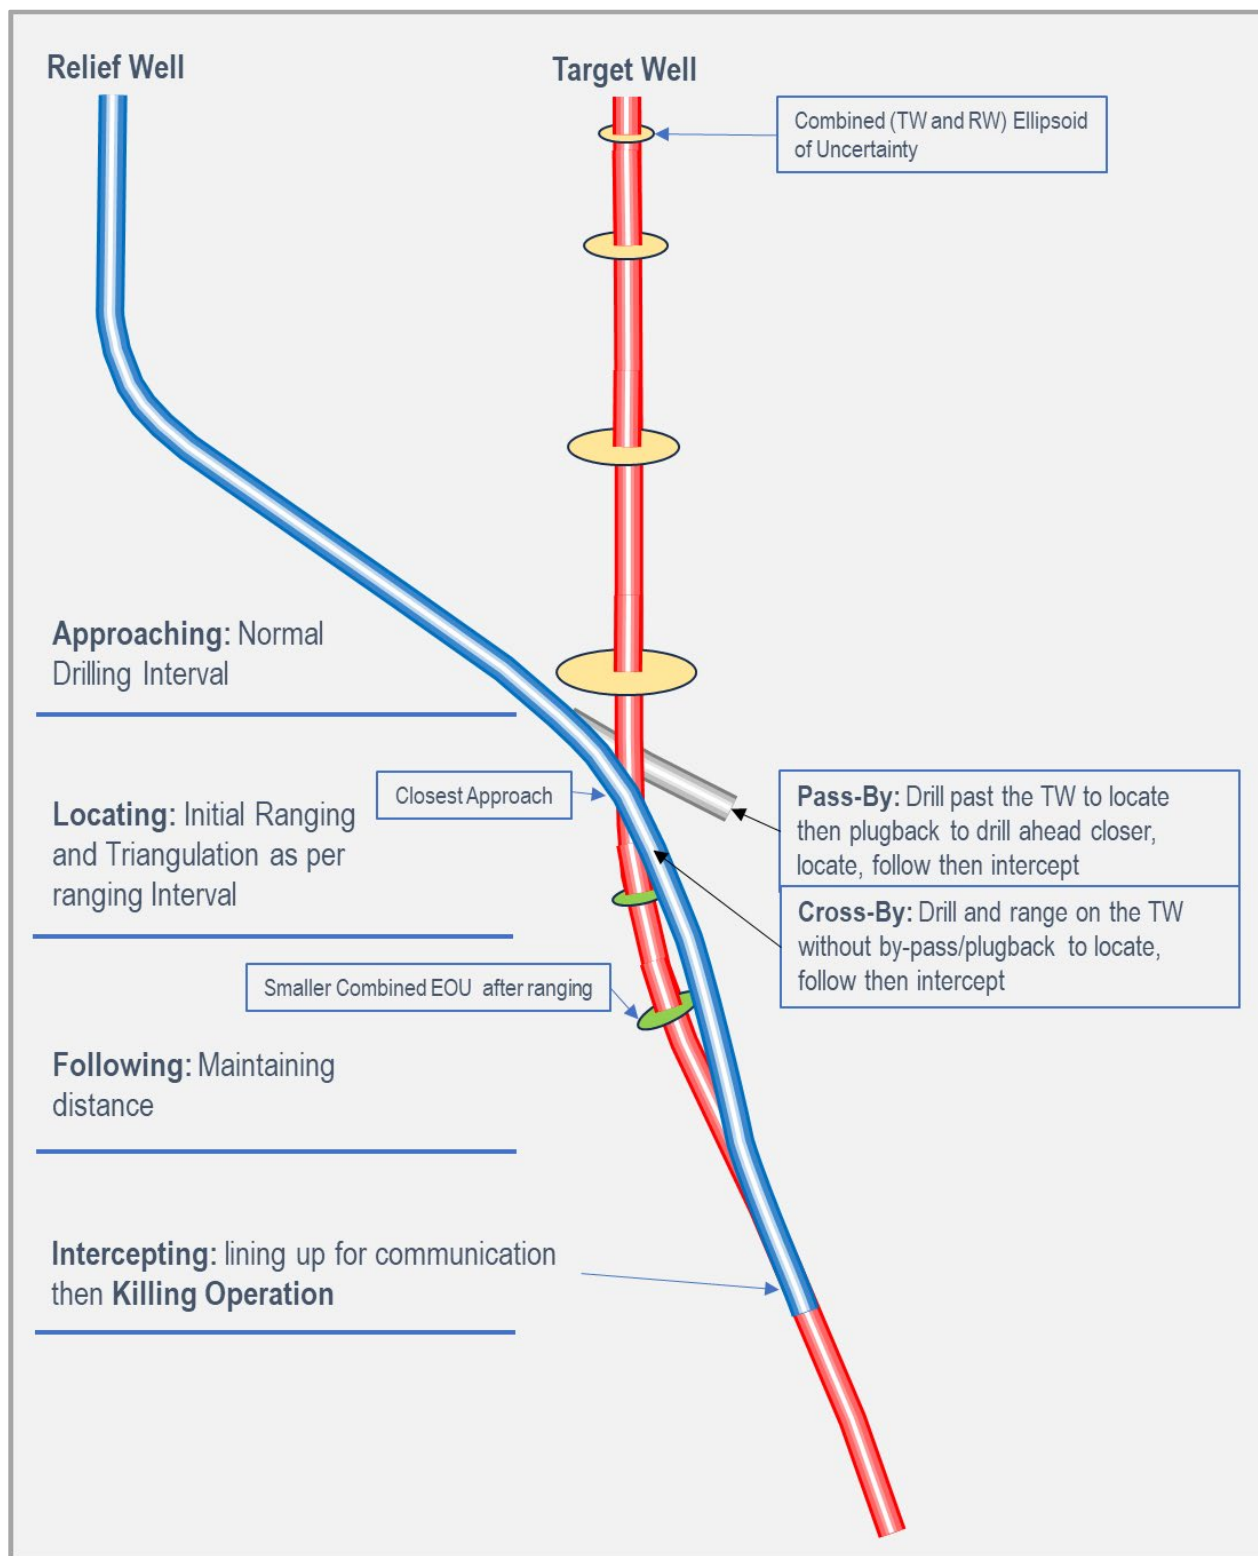 Relief Well
Target Well
Combined (TW and RW) Ellipsoid
of Uncertainty
Approaching: Normal
Drilling Interval
Closest Approach
Locating: Initial Ranging
and Triangulation as per
ranging Interval
Pass-By: Drill past the TW to locate
then plugback to drill ahead closer,
locate, follow then intercept
Cross-By: Drill and range on the TW
without by-pass/plugback to locate,
follow then intercept
Smaller Combined EOU after ranging
Following: Maintaining
distance
Intercepting: lining up for communication
then Killing Operation